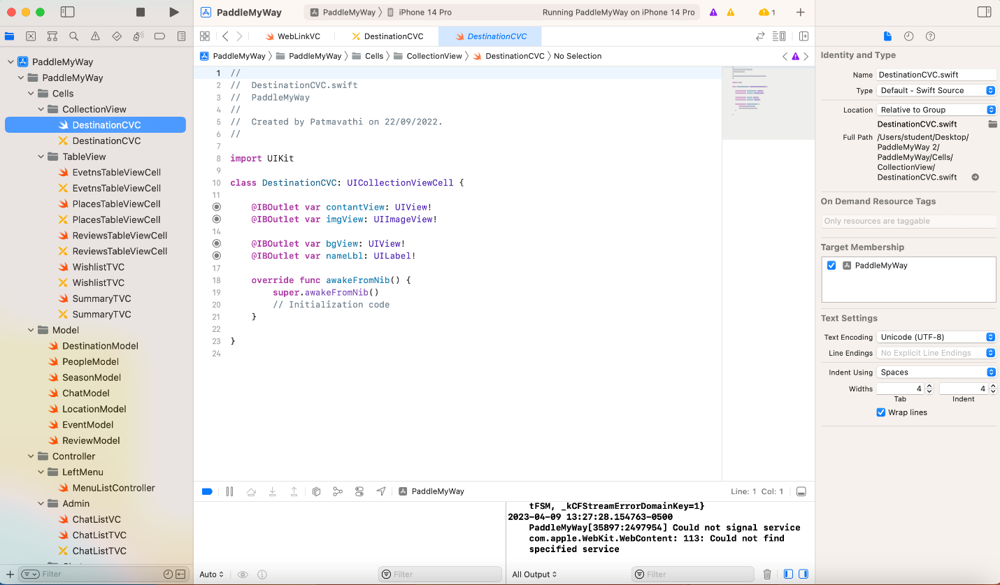 PaddleMyWay
PaddleMyWay
iPhone 14 Pro
Running PaddleMyWay on iPhone 14 Pro
1
WebLinkVC
DestinationCVC
DestinationCVC
PaddleMyWay
PaddleMyWay
Cells
CollectionView
DestinationCVC
No Selection
PaddleMyWay
PaddleMyWay
Cells
CollectionView
DestinationCVC
DestinationCVC
TableView
EvetnsTableViewCell
EvetnsTableViewCell
PlacesTableViewCell
PlacesTableViewCell
ReviewsTableViewCell
ReviewsTableViewCell
WishlistTVC
WishlistTVC
SummaryTVC
SummaryTVC
Model
DestinationModel
PeopleModel
SeasonModel
ChatModel
LocationModel
EventModel
ReviewModel
Controller
LeftMenu
MenuListController
Admin
ChatListVC
ChatListTVC
ChatListTVC
Filter
1 //
2 //  DestinationCVC.swift
3 //  PaddleMyWay
4 //
5 //  Created by Patmavathi on 22/09/2022.
6 //
7
8 import UIKit
9
10 class DestinationCVC: UICollectionViewCell {
11
@IBOutlet var contantView: UIView!
@IBOutlet var imgView: UIImageView!
14
@IBOutlet var bgView: UIView!
@IBOutlet var nameLbl: UILabel!
17
18 override func awakeFromNib() {
19 super.awakeFromNib()
20 // Initialization code
21 }
22
23 }
24
PaddleMyWay
Line: 1 Col: 1
tFSM, _kCFStreamErrorDomainKey=1}
2023-04-09 13:27:28.154763-0500
PaddleMyWay[35897:2497954] Could not signal service
com.apple.WebKit.WebContent: 113: Could not find
specified service
Auto
Filter
All Output
Filter
Identity and Type
Name DestinationCVC.swift
Type Default - Swift Source
Location Relative to Group
DestinationCVC.swift
Full Path /Users/student/Desktop/
PaddleMyWay 2/
PaddleMyWay/Cells/
CollectionView/
DestinationCVC.swift
On Demand Resource Tags
Only resources are taggable
Target Membership
PaddleMyWay
Text Settings
Text Encoding Unicode (UTF-8)
Line Endings No Explicit Line Endings
Indent Using Spaces
Widths 4 4
Tab Indent
Wrap lines